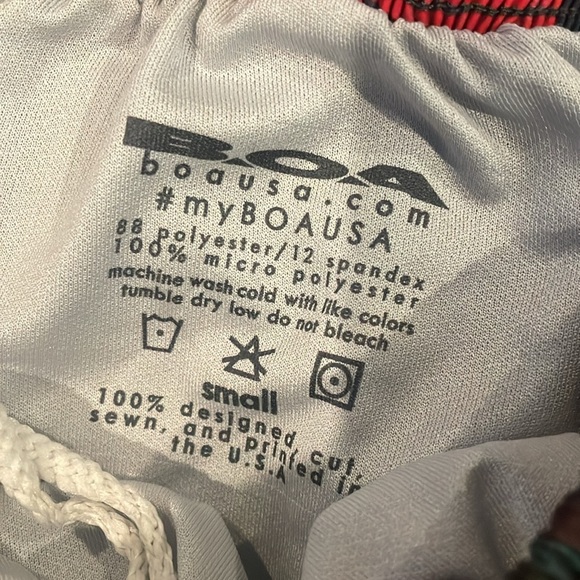 B.O.A
boausa.com
#myBOAUSA
88 polyester/12 spandex
100% micro polyester
machine wash cold with like colors
tumble dry low do not bleach
small
100% designed, cut,
sewn, and printed in
the U.S.A